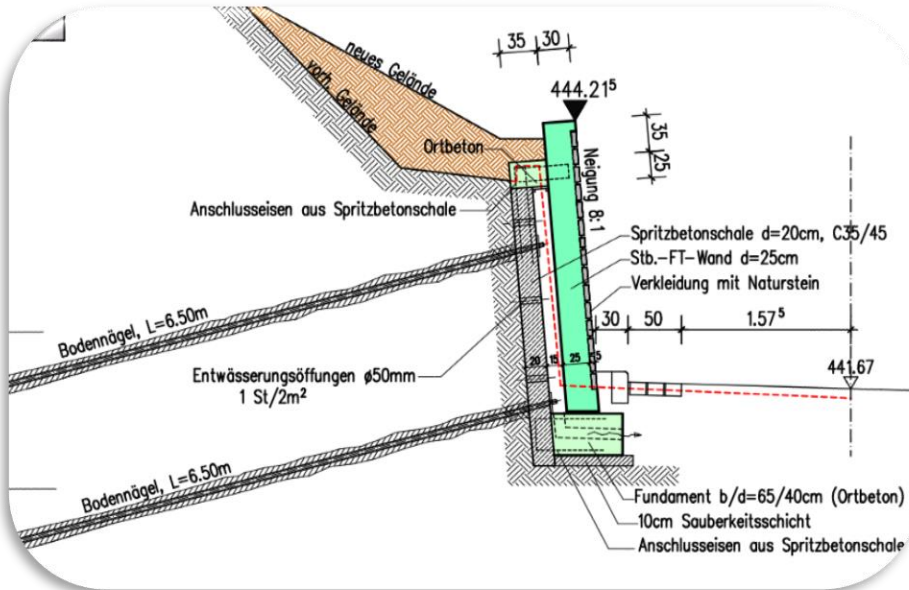 35 30
neues Gelände
vorh. Gelände
444.21⁵
Ortbeton
35
25
Neigung 8:1
Anschlusseisen aus Spritzbetonschale
Spritzbetonschale d=20cm, C35/45
Stb.-FT-Wand d=25cm
Verkleidung mit Naturstein
Bodennägel, L=6.50m
30 50 1.57⁵
20 15 25 5
441.67
Entwässerungsöffungen ø50mm
1 St/2m²
Bodennägel, L=6.50m
Fundament b/d=65/40cm (Ortbeton)
10cm Sauberkeitsschicht
Anschlusseisen aus Spritzbetonschale